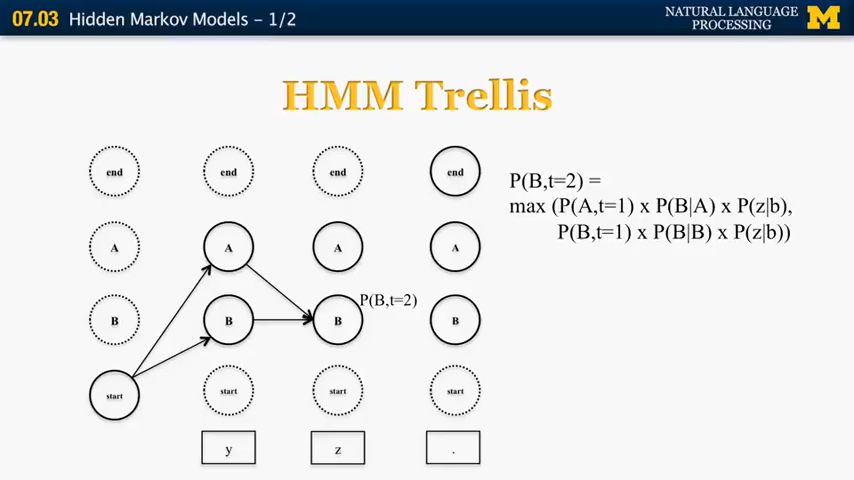 07.03 Hidden Markov Models – 1/2
NATURAL LANGUAGE
PROCESSING M
HMM Trellis
end end end end
P(B,t=2) =
max (P(A,t=1) x P(B|A) x P(z|b),
P(B,t=1) x P(B|B) x P(z|b))
A A A A
P(B,t=2)
B B B B
start start start start
y z .